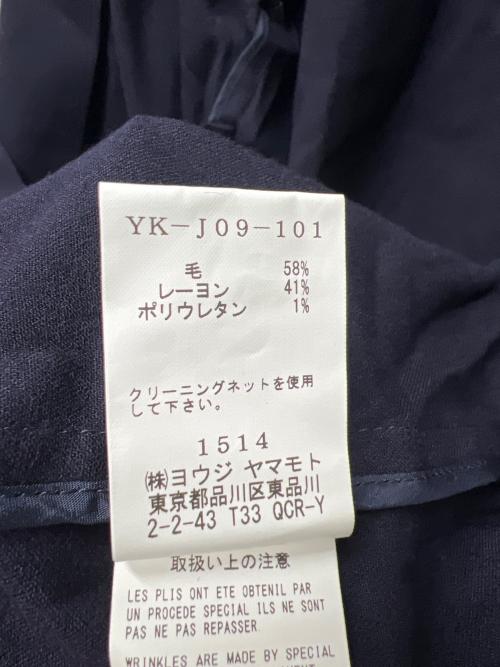 YK-J09-101
毛 58%
レーヨン 41%
ポリウレタン 1%
クリーニングネットを使用
して下さい。
1514
㈱ヨウジ ヤマモト
東京都品川区東品川
2-2-43 T33 QCR-Y
取扱い上の注意
LES PLIS ONT ETE OBTENIL PAR
UN PROCEDE SPECIAL ILS NE SONT
PAS NE PAS REPASSER
WRINKLES ARE MADE BY SPECIAL